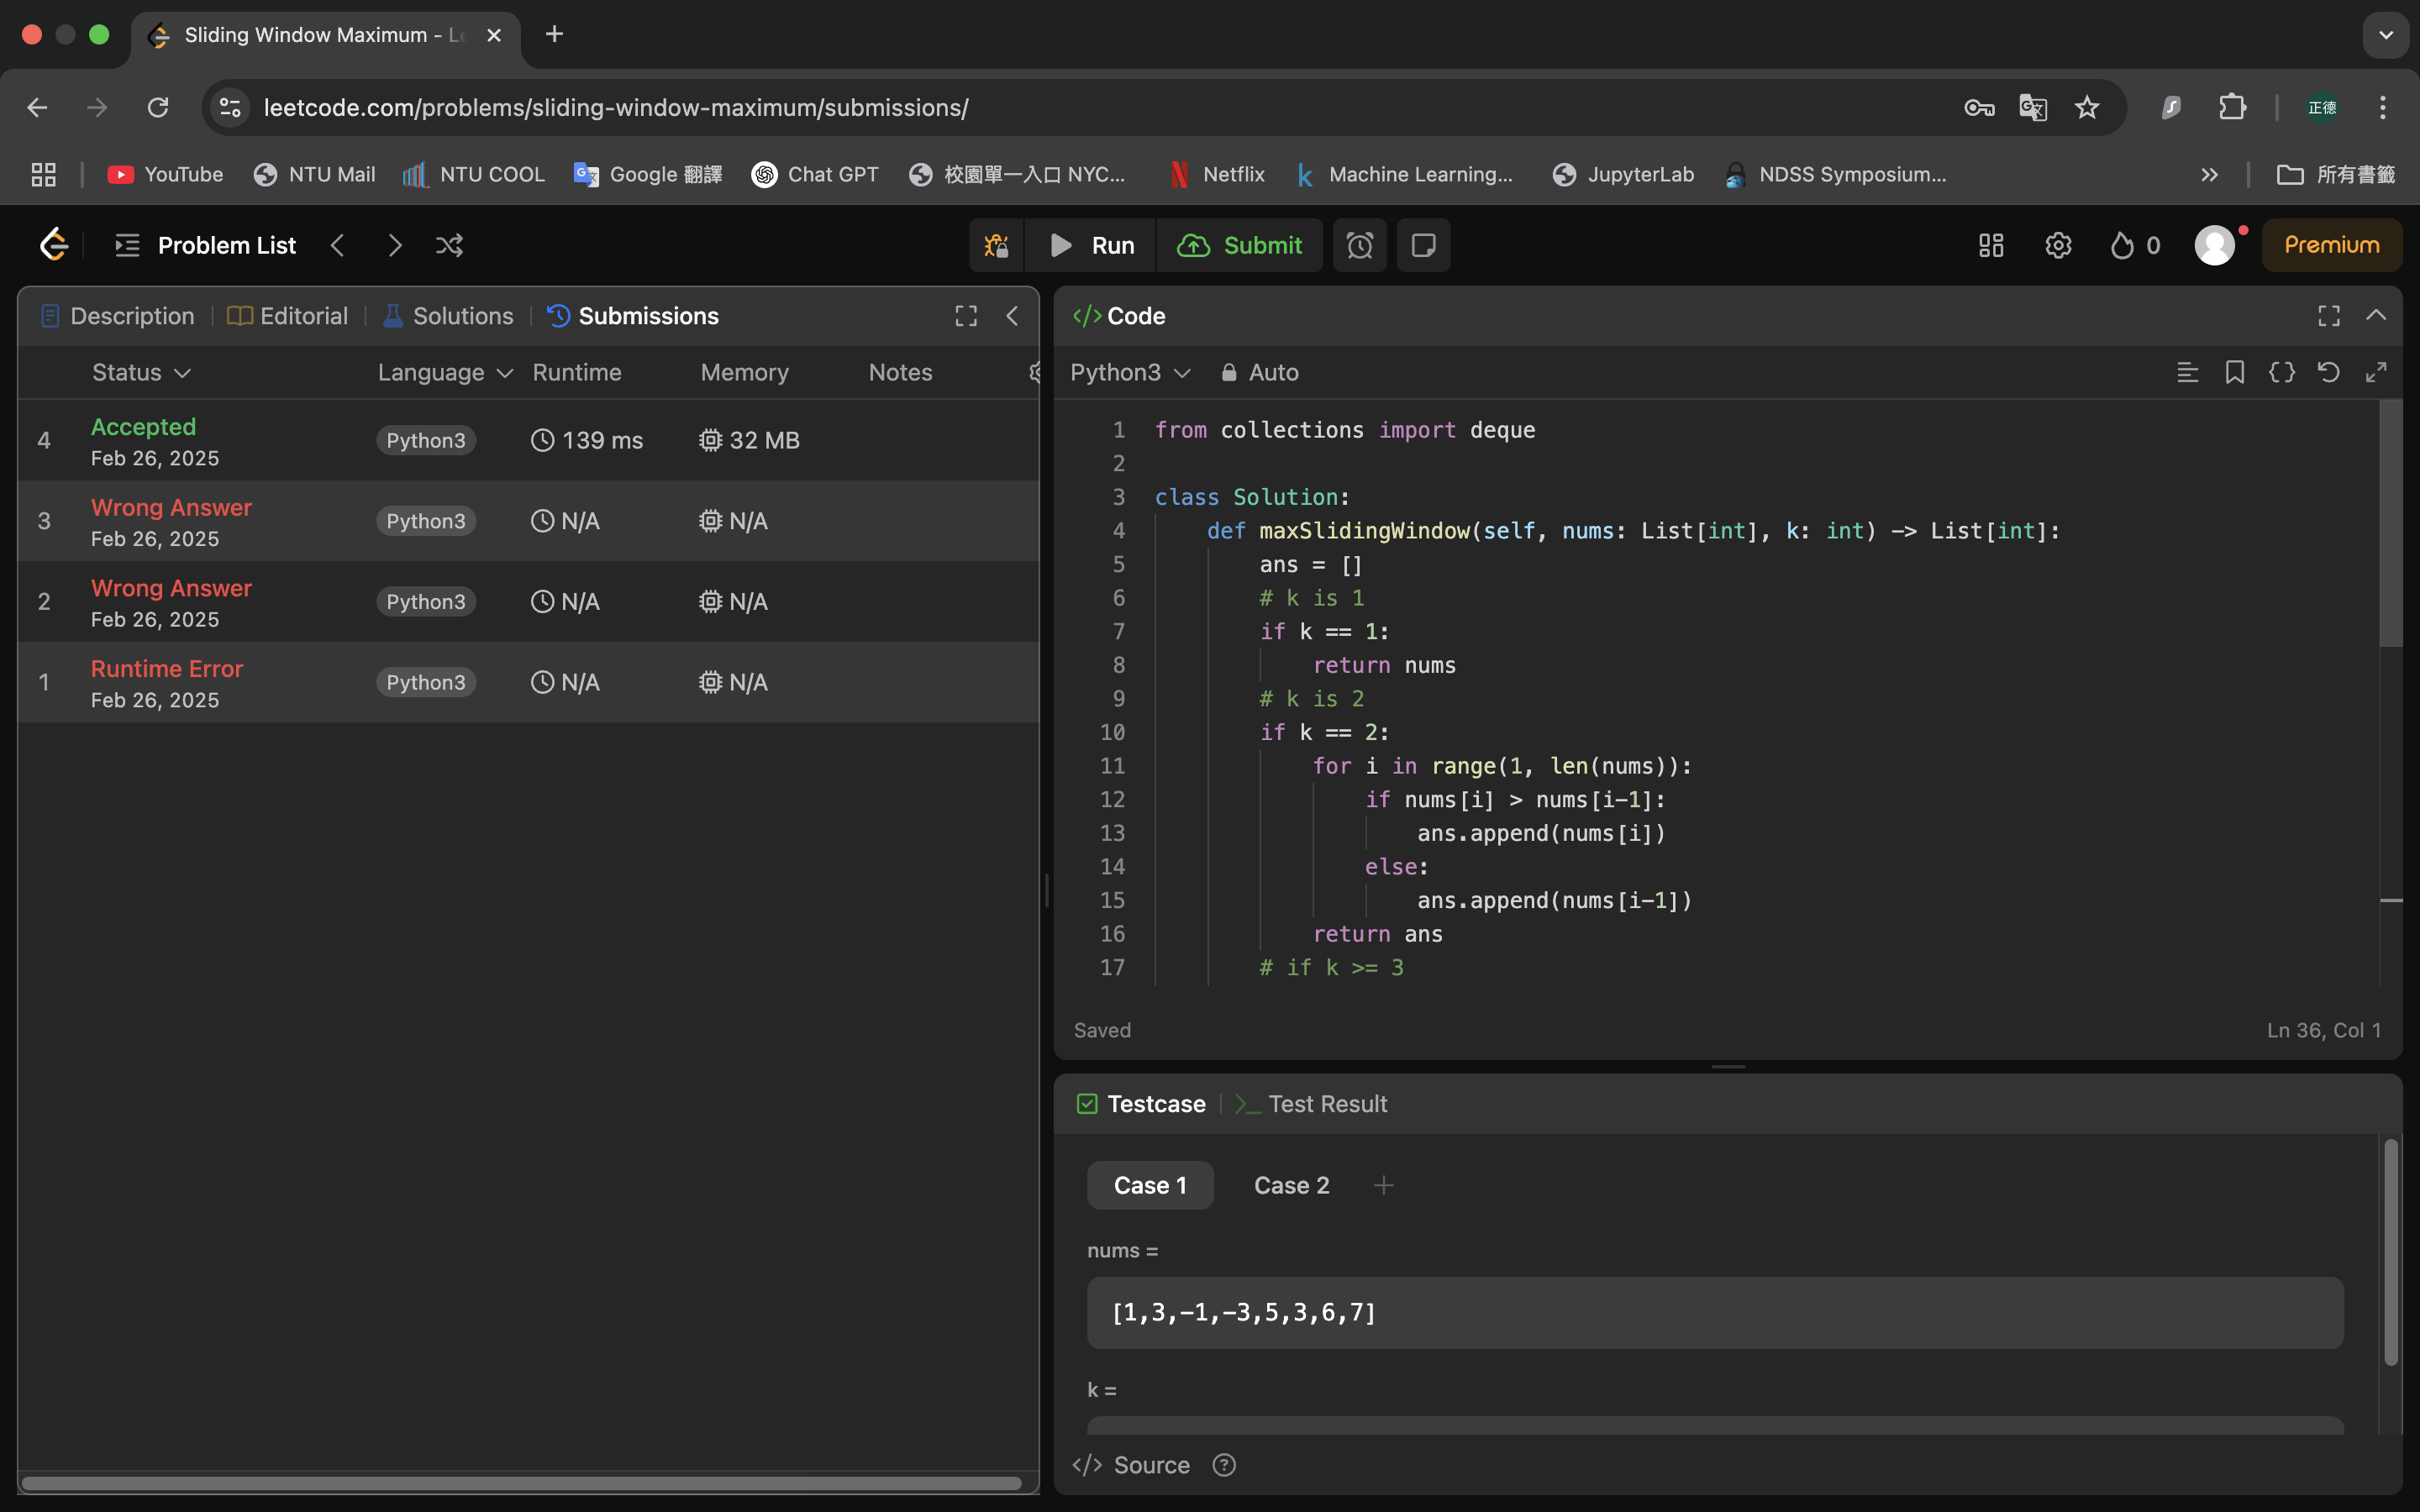 Sliding Window Maximum - Le
leetcode.com/problems/sliding-window-maximum/submissions/
正德
YouTube
NTU Mail
NTU COOL
Google 翻譯
Chat GPT
校園單一入口 NYC...
Netflix
Machine Learning...
JupyterLab
NDSS Symposium...
所有書籤
Problem List
Run
Submit
0
Premium
Description
Editorial
Solutions
Submissions
Status
Language
Runtime
Memory
Notes
4
Accepted
Feb 26, 2025
Python3
139 ms
32 MB
3
Wrong Answer
Feb 26, 2025
Python3
N/A
N/A
2
Wrong Answer
Feb 26, 2025
Python3
N/A
N/A
1
Runtime Error
Feb 26, 2025
Python3
N/A
N/A
</> Code
Python3
Auto
1 from collections import deque
2
3 class Solution:
4     def maxSlidingWindow(self, nums: List[int], k: int) -> List[int]:
5         ans = []
6         # k is 1
7         if k == 1:
8             return nums
9         # k is 2
10         if k == 2:
11             for i in range(1, len(nums)):
12                 if nums[i] > nums[i-1]:
13                     ans.append(nums[i])
14                 else:
15                     ans.append(nums[i-1])
16             return ans
17         # if k >= 3
Saved
Ln 36, Col 1
Testcase
Test Result
Case 1
Case 2
nums =
[1,3,-1,-3,5,3,6,7]
k =
</> Source